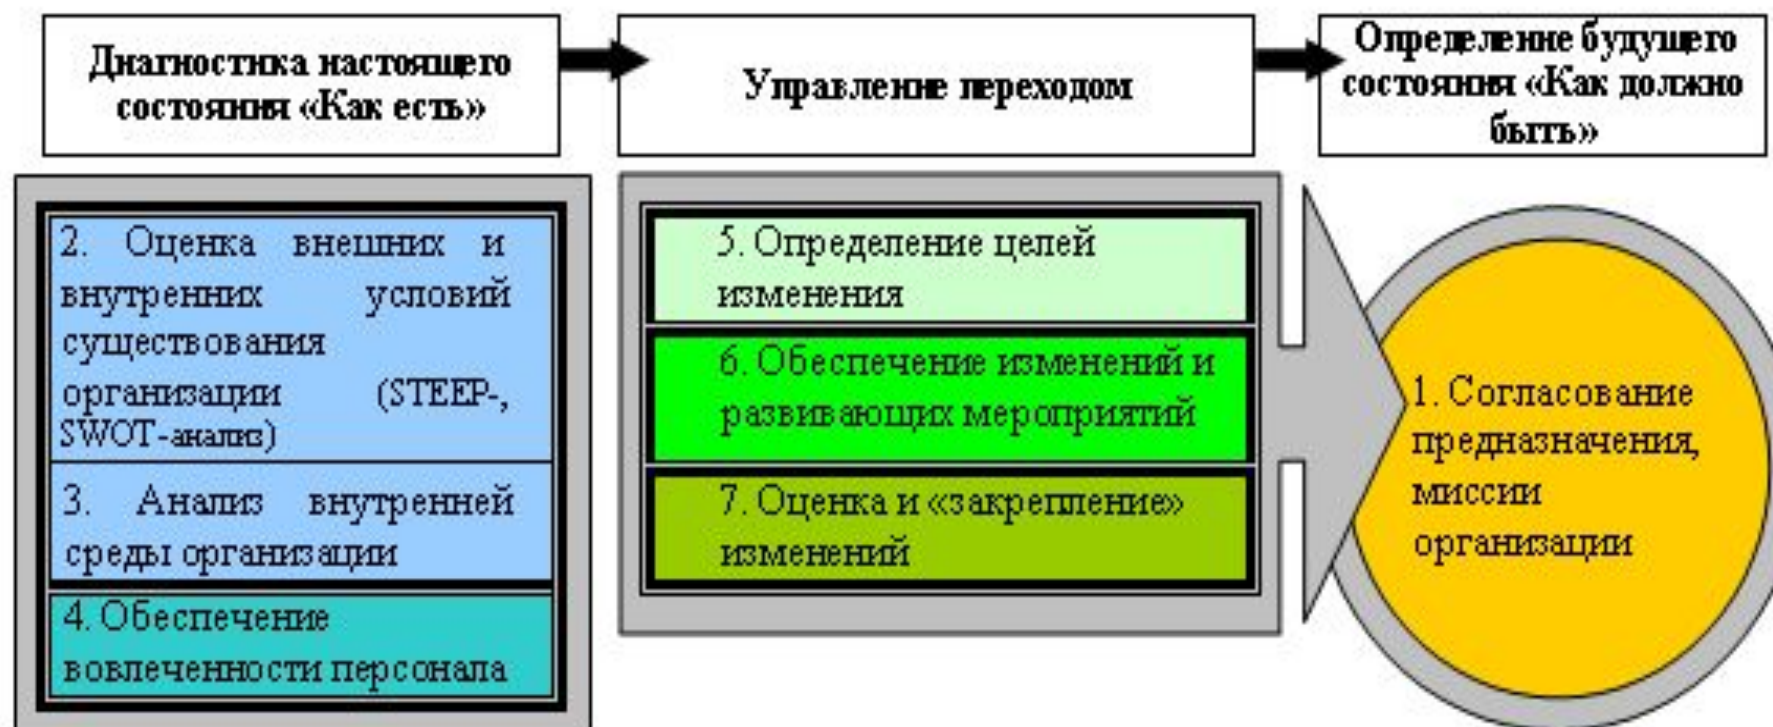 Диагностика настоящего
состояния «Как есть»
Управление переходом
Определение будущего
состояния «Как должно
быть»
2. Оценка внешних и
внутренних условий
существования
организации (STEEP-,
SWOT-анализ)
3. Анализ внутренней
среды организации
4. Обеспечение
вовлеченности персонала
5. Определение целей
изменения
6. Обеспечение изменений и
развивающих мероприятий
7. Оценка и «закрепление»
изменений
1. Согласование
предназначения,
миссии
организации